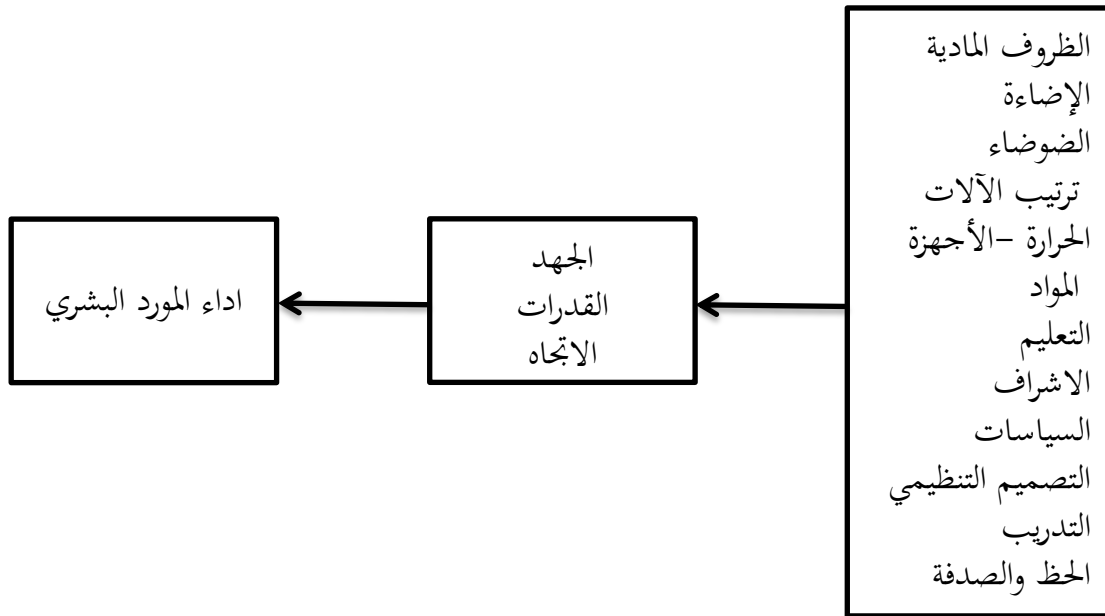 الظروف المادية
الإضاءة
الضوضاء
ترتيب الآلات
الحرارة –الأجهزة
المواد
التعليم
الاشراف
السياسات
التصميم التنظيمي
التدريب
الحظ والصدفة
الجهد
القدرات
الاتجاه
اداء المورد البشري